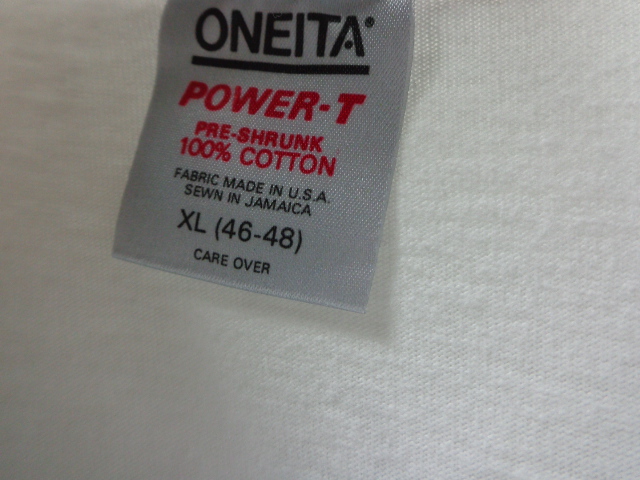 ONEITA®
POWER-T
PRE-SHRUNK
100% COTTON
FABRIC MADE IN U.S.A.
SEWN IN JAMAICA
XL (46-48)
CARE OVER